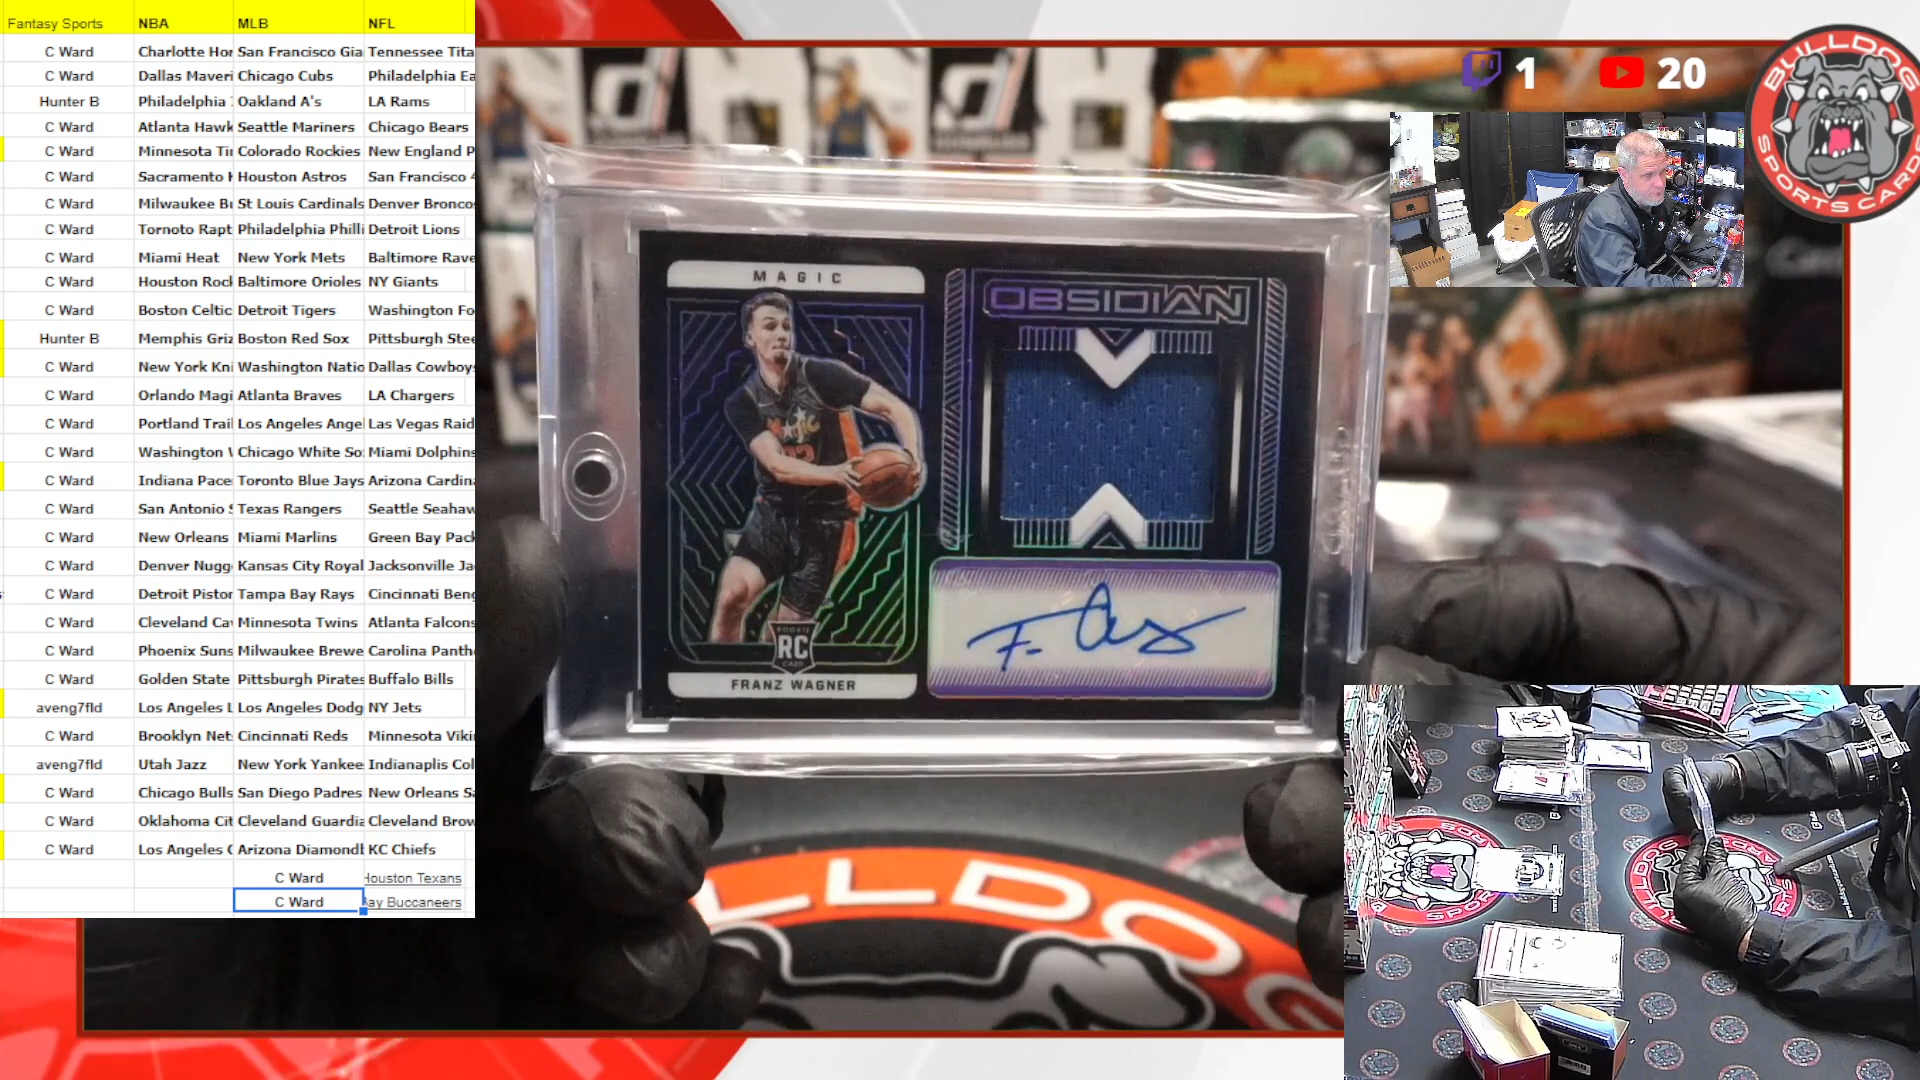 Fantasy Sports NBA MLB NFL
C Ward Charlotte Hor San Francisco Gia Tennessee Tita
C Ward Dallas Maveri Chicago Cubs Philadelphia Ea
Hunter B Philadelphia Oakland A's LA Rams
C Ward Atlanta Hawk Seattle Mariners Chicago Bears
C Ward Minnesota Ti Colorado Rockies New England P
C Ward Sacramento Houston Astros San Francisco
C Ward Milwaukee Bu St Louis Cardinals Denver Bronco
C Ward Tornoto Rapt Philadelphia Philli Detroit Lions
C Ward Miami Heat New York Mets Baltimore Rave
C Ward Houston Rock Baltimore Orioles NY Giants
C Ward Boston Celtic Detroit Tigers Washington Fo
Hunter B Memphis Griz Boston Red Sox Pittsburgh Stee
C Ward New York Kni Washington Natio Dallas Cowboy
C Ward Orlando Magi Atlanta Braves LA Chargers
C Ward Portland Trai Los Angeles Ange Las Vegas Raid
C Ward Washington Chicago White So Miami Dolphins
C Ward Indiana Pace Toronto Blue Jays Arizona Cardin
C Ward San Antonio Texas Rangers Seattle Seahaw
C Ward New Orleans Miami Marlins Green Bay Pack
C Ward Denver Nugg Kansas City Royal Jacksonville Ja
C Ward Detroit Pistor Tampa Bay Rays Cincinnati Beng
C Ward Cleveland Ca Minnesota Twins Atlanta Falcons
C Ward Phoenix Suns Milwaukee Brewe Carolina Panth
C Ward Golden State Pittsburgh Pirates Buffalo Bills
aveng7fld Los Angeles L Los Angeles Dodg NY Jets
C Ward Brooklyn Net Cincinnati Reds Minnesota Viki
aveng7fld Utah Jazz New York Yankee Indianaplis Col
C Ward Chicago Bulls San Diego Padres New Orleans Sa
C Ward Oklahoma Cit Cleveland Guardia Cleveland Brow
C Ward Los Angeles Arizona Diamond KC Chiefs
C Ward Houston Texans
C Ward ay Buccaneers
1 20
BULLDOG
SPORTS CARDS
MAGIC
OBSIDIAN
ROOKIE
RC
CARD
FRANZ WAGNER